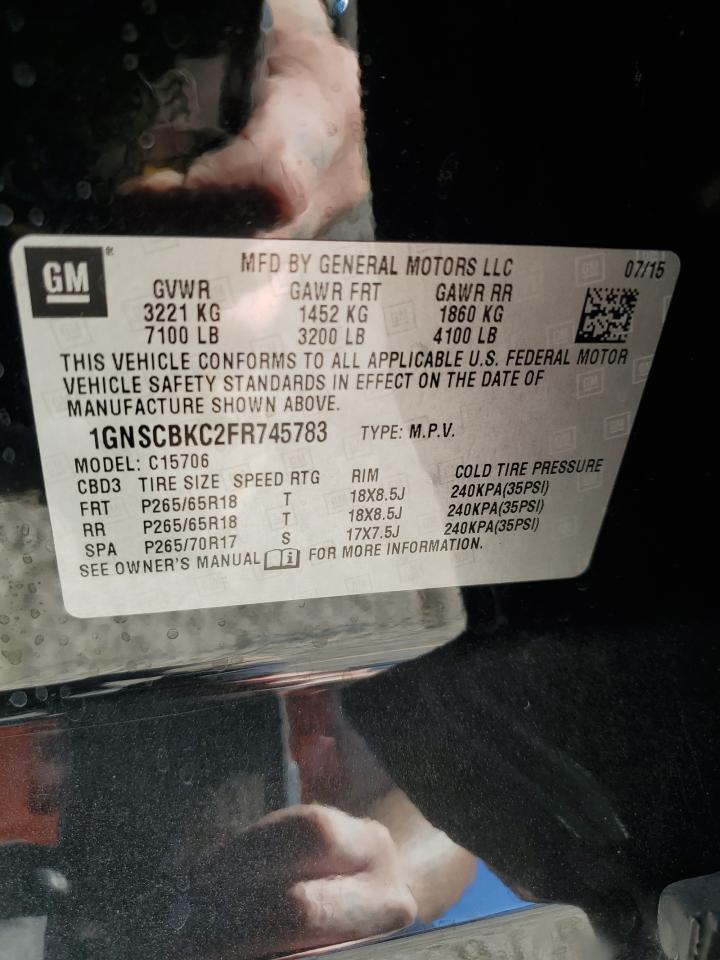 GM
MFD BY GENERAL MOTORS LLC 07/15
GVWR GAWR FRT GAWR RR
3221 KG 1452 KG 1860 KG
7100 LB 3200 LB 4100 LB
THIS VEHICLE CONFORMS TO ALL APPLICABLE U.S. FEDERAL MOTOR
VEHICLE SAFETY STANDARDS IN EFFECT ON THE DATE OF
MANUFACTURE SHOWN ABOVE.
1GNSCBKC2FR745783 TYPE: M.P.V.
MODEL: C15706
CBD3 TIRE SIZE SPEED RTG RIM COLD TIRE PRESSURE
FRT P265/65R18 T 18X8.5J 240KPA(35PSI)
RR P265/65R18 T 18X8.5J 240KPA(35PSI)
SPA P265/70R17 S 17X7.5J 240KPA(35PSI)
SEE OWNER'S MANUAL FOR MORE INFORMATION.